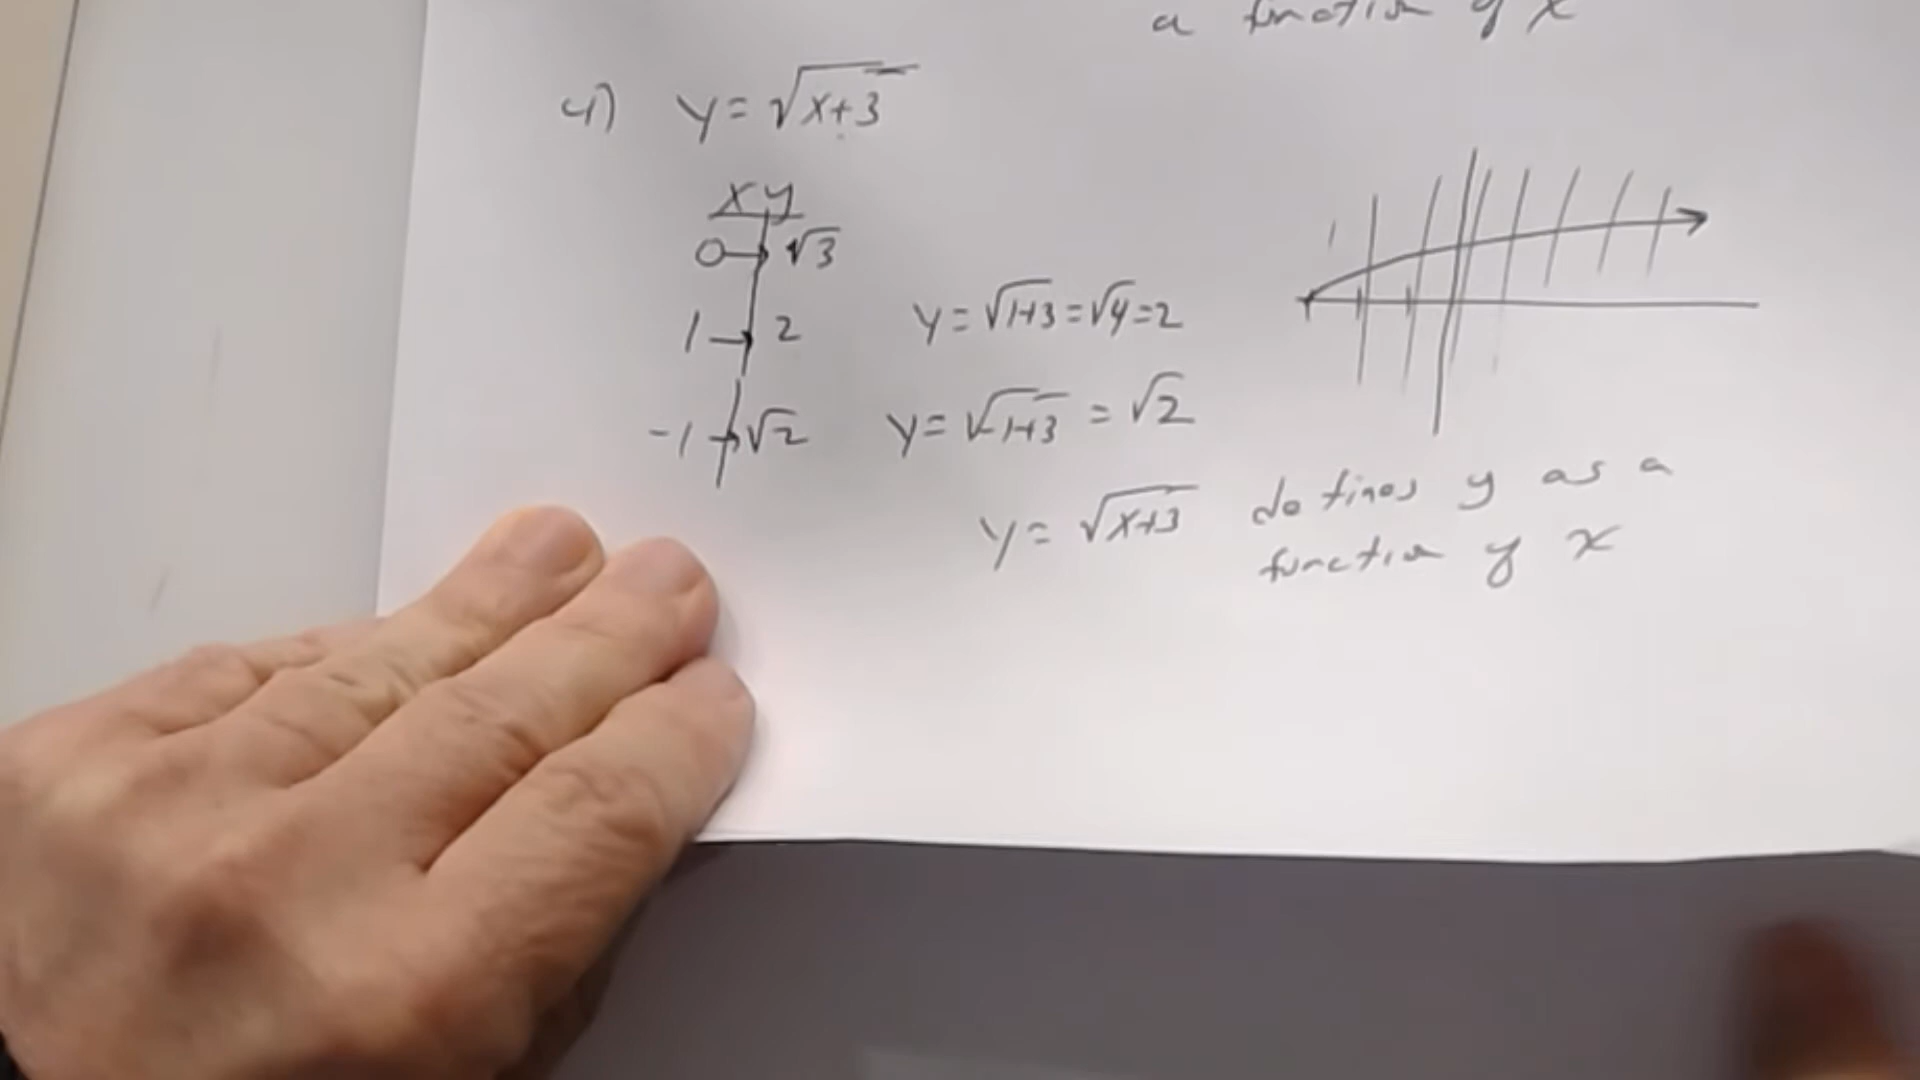 a function of x
4) y = √x+3
x y
0 → √3
1 → 2 y = √1+3 = √4 = 2
-1 → √2 y = √-1+3 = √2
y = √x+3 defines y as a
function of x